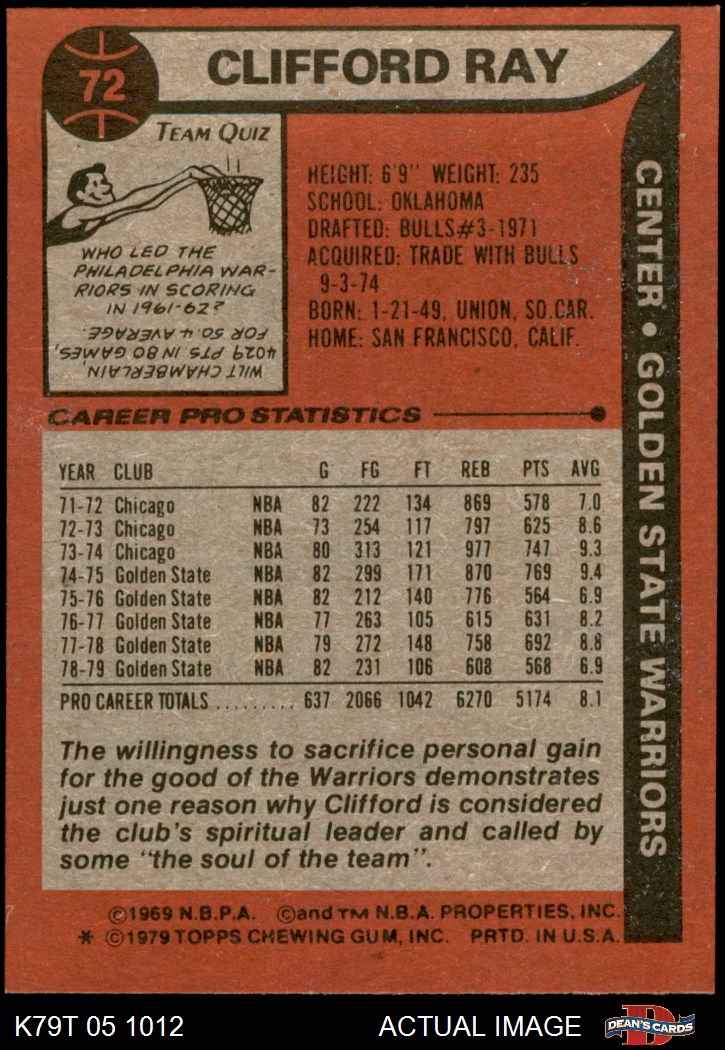 72
CLIFFORD RAY
TEAM QUIZ
WHO LED THE
PHILADELPHIA WAR-
RIORS IN SCORING
IN 1961-62?
WILT CHAMBERLAIN,
4029 PTS. IN 80 GAMES,
FOR 50.4 AVERAGE.
HEIGHT: 6'9" WEIGHT: 235
SCHOOL: OKLAHOMA
DRAFTED: BULLS#3-1971
ACQUIRED: TRADE WITH BULLS
9-3-74
BORN: 1-21-49, UNION, SO.CAR.
HOME: SAN FRANCISCO, CALIF.
CENTER • GOLDEN STATE WARRIORS
CAREER PRO STATISTICS
YEAR CLUB G FG FT REB PTS AVG
71-72 Chicago NBA 82 222 134 869 578 7.0
72-73 Chicago NBA 73 254 117 797 625 8.6
73-74 Chicago NBA 80 313 121 977 747 9.3
74-75 Golden State NBA 82 299 171 870 769 9.4
75-76 Golden State NBA 82 212 140 776 564 6.9
76-77 Golden State NBA 77 263 105 615 631 8.2
77-78 Golden State NBA 79 272 148 758 692 8.8
78-79 Golden State NBA 82 231 106 608 568 6.9
PRO CAREER TOTALS ......... 637 2066 1042 6270 5174 8.1
The willingness to sacrifice personal gain
for the good of the Warriors demonstrates
just one reason why Clifford is considered
the club's spiritual leader and called by
some "the soul of the team".
©1969 N.B.P.A. ©and TM N.B.A. PROPERTIES, INC.
* ©1979 TOPPS CHEWING GUM, INC. PRTD. IN U.S.A.
K79T 05 1012 ACTUAL IMAGE
D
DEAN'S CARDS